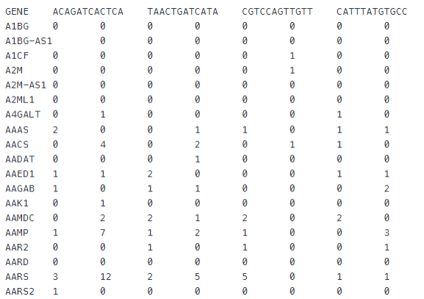 GENE ACAGATCACTCA TAACTGATCATA CGTCCAGTTGTT CATTTATGTGCC
A1BG 0 0 0 0 0 0 0 0
A1BG-AS1 0 0 0 0 0 0 0
A1CF 0 0 0 0 0 1 0 0
A2M 0 0 0 0 0 1 0 0
A2M-AS1 0 0 0 0 0 0 0 0
A2ML1 0 0 0 0 0 0 0 0
A4GALT 0 1 0 0 0 0 1 0
AAAS 2 0 0 1 1 0 1 1
AACS 0 4 0 2 0 1 1 0
AADAT 0 0 0 1 0 0 0 0
AAED1 1 1 2 0 0 0 1 1
AAGAB 1 0 1 1 0 0 0 2
AAK1 0 1 0 0 0 0 0 0
AAMDC 0 2 2 1 2 0 2 0
AAMP 1 7 1 2 1 0 0 3
AAR2 0 0 1 0 1 0 0 1
AARD 0 0 0 0 0 0 0 0
AARS 3 12 2 5 5 0 1 1
AARS2 1 0 0 0 0 0 0 0